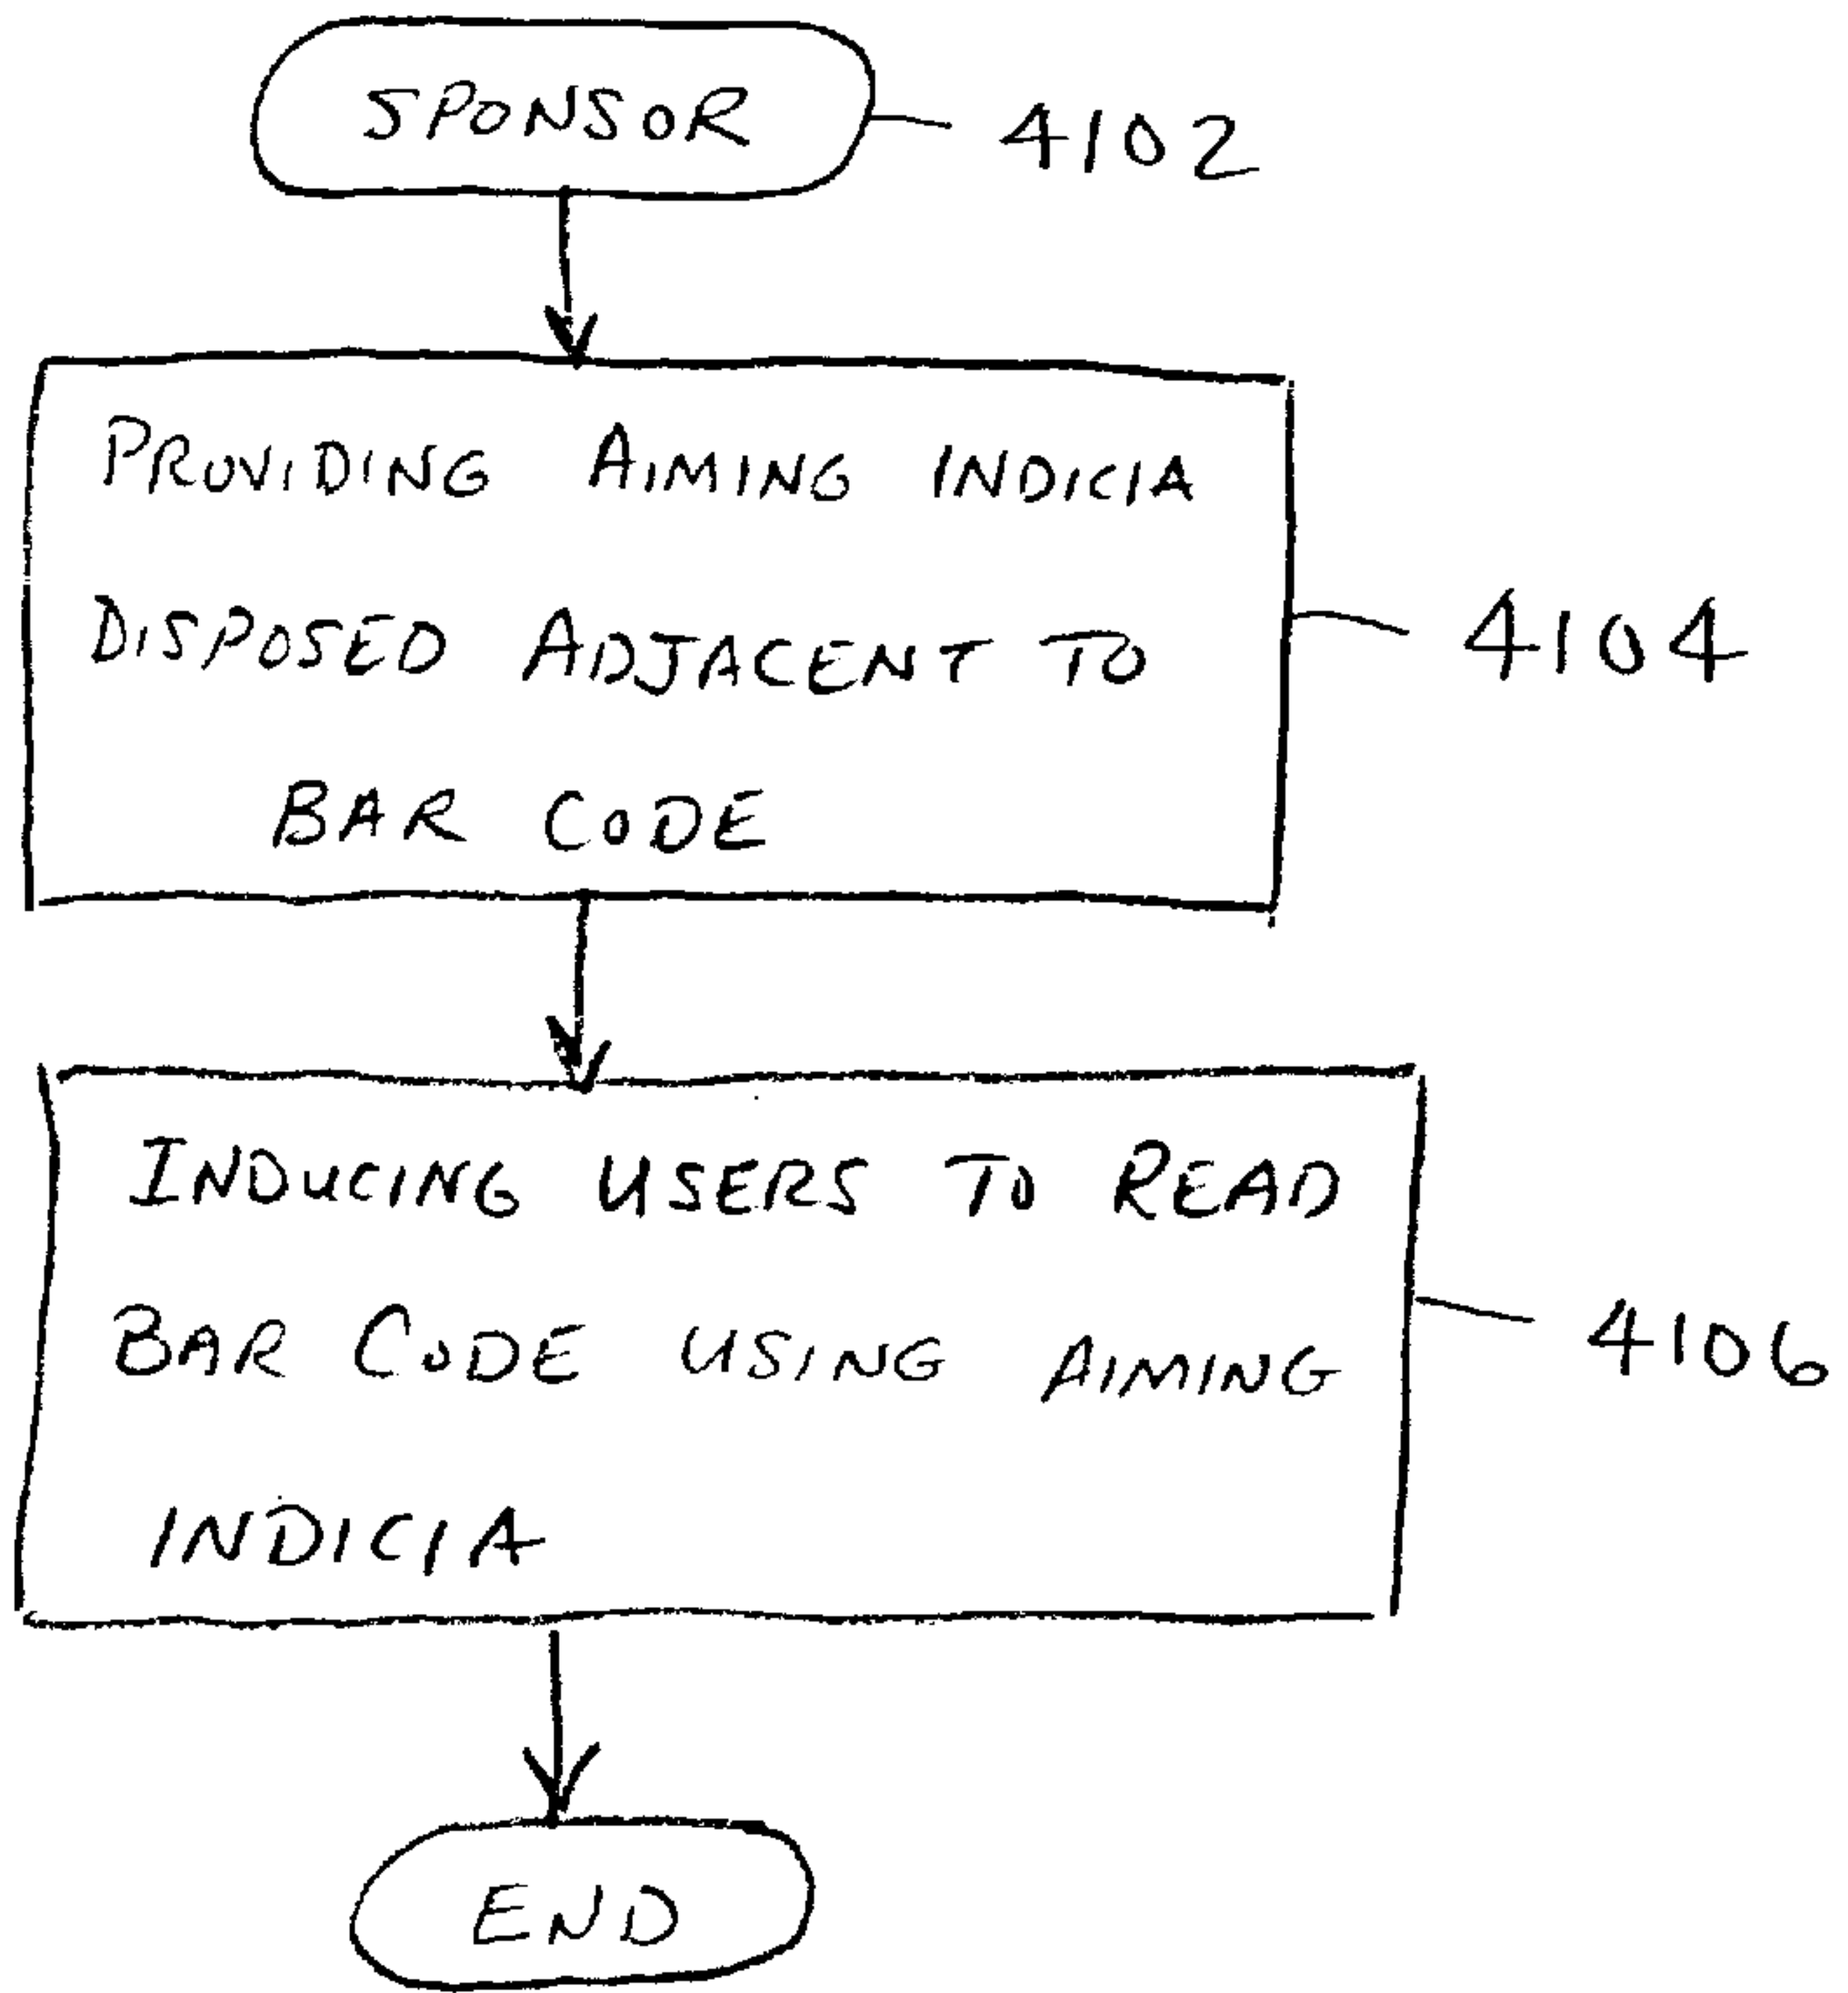 SPONSOR
4102
PROVIDING AIMING INDICIA
DISPOSED ADJACENT TO
4104
BAR CODE
INDUCING USERS TO READ
BAR CODE USING AIMING
4106
INDICIA
END